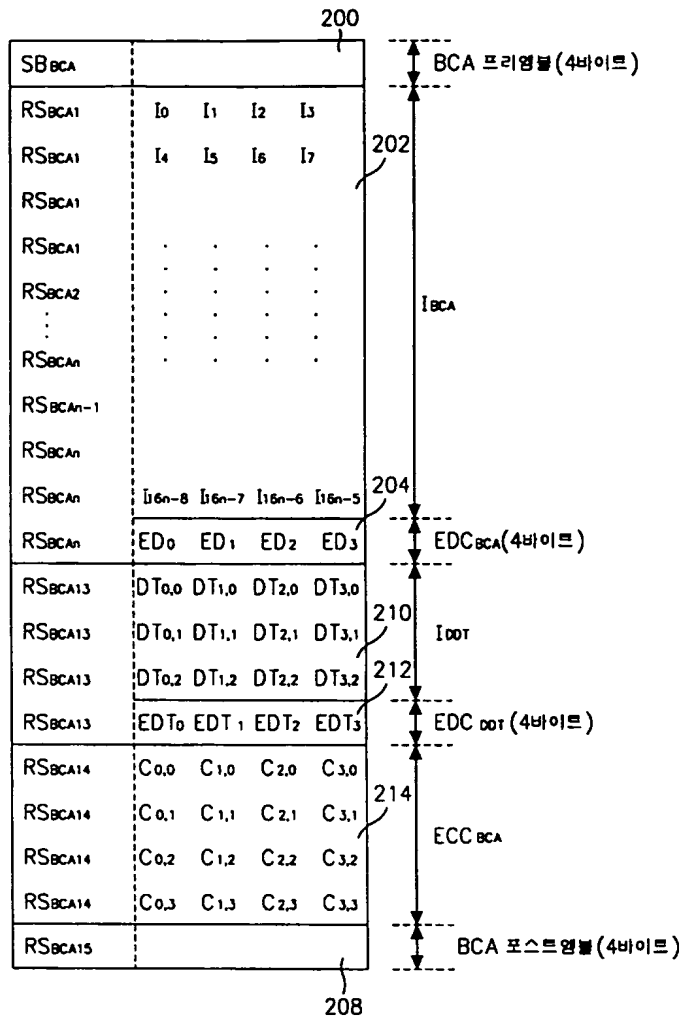 200
SBBCA BCA 프리앰블(4바이트)
RSBCA1 I0 I1 I2 I3
RSBCA1 I4 I5 I6 I7 202
RSBCA1
RSBCA1 . . . .
RSBCA2 . . . .
IBCA
⋮ . . . .
RSBCAn . . . .
RSBCAn-1
RSBCAn
RSBCAn I16n-8 I16n-7 I16n-6 I16n-5 204
RSBCAn ED0 ED1 ED2 ED3 EDCBCA(4바이트)
RSBCA13 DT0,0 DT1,0 DT2,0 DT3,0
RSBCA13 DT0,1 DT1,1 DT2,1 DT3,1 210 IDDT
RSBCA13 DT0,2 DT1,2 DT2,2 DT3,2 212
RSBCA13 EDT0 EDT1 EDT2 EDT3 EDC DDT (4바이트)
RSBCA14 C0,0 C1,0 C2,0 C3,0
RSBCA14 C0,1 C1,1 C2,1 C3,1 214
ECCBCA
RSBCA14 C0,2 C1,2 C2,2 C3,2
RSBCA14 C0,3 C1,3 C2,3 C3,3
RSBCA15 BCA 포스트앰블(4바이트)
208